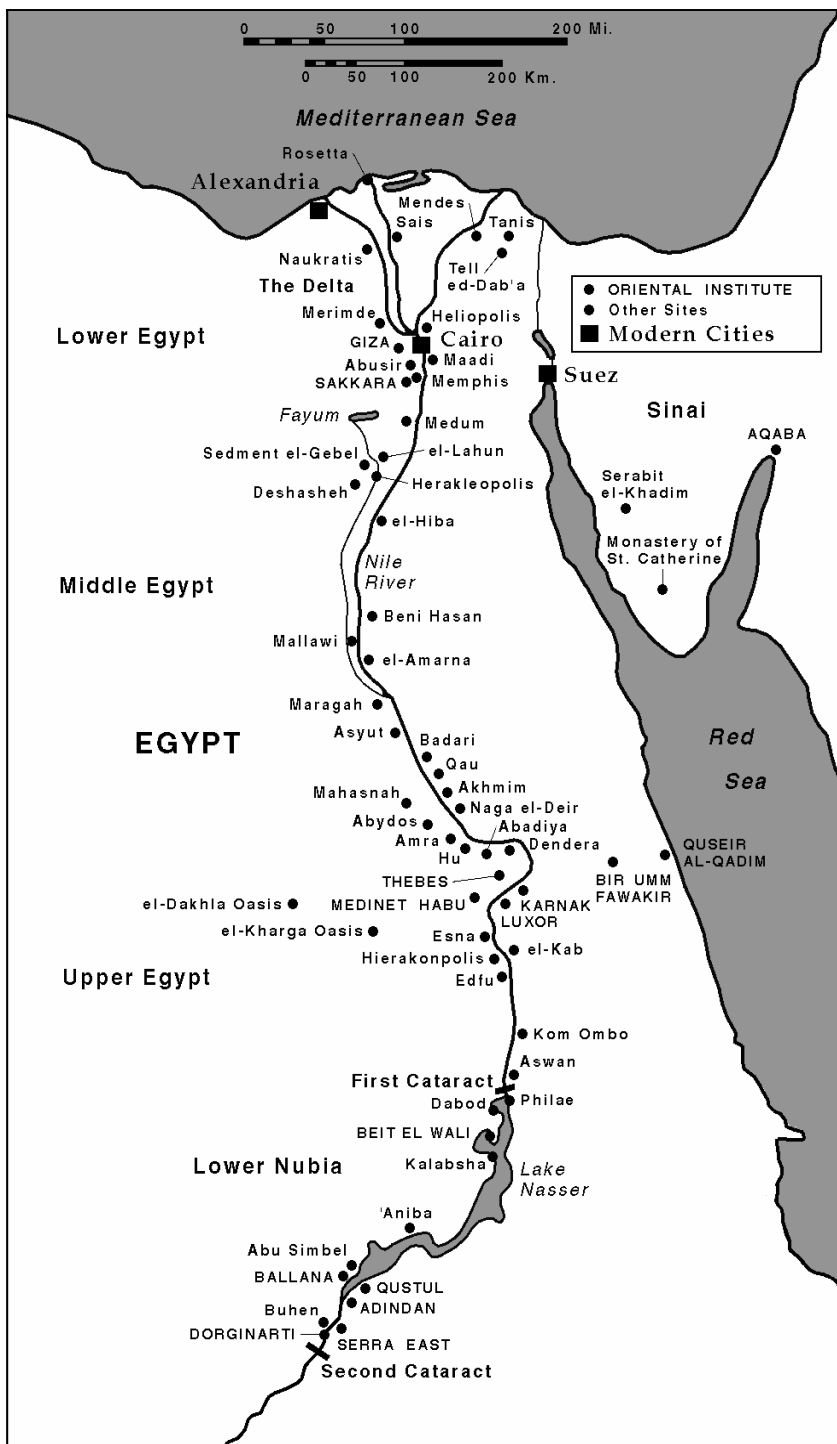 0 50 100 200 Mi.
0 50 100 200 Km.
Mediterranean Sea
Rosetta
Alexandria
Mendes
Sais
Tanis
Naukratis
Tell
ed-Dab'a
The Delta
ORIENTAL INSTITUTE
Other Sites
Modern Cities
Merimde
Heliopolis
Lower Egypt
Cairo
GIZA
Maadi
Abusir
Suez
SAKKARA
Memphis
Sinai
Fayum
Medum
AQABA
Sedment el-Gebel
el-Lahun
Serabit
el-Khadim
Deshasheh
Herakleopolis
el-Hiba
Monastery of
St. Catherine
Nile
River
Middle Egypt
Beni Hasan
Mallawi
el-Amarna
Maragah
EGYPT
Asyut
Badari
Red
Sea
Qau
Mahasnah
Akhmim
Naga el-Deir
Abydos
Abadiya
Amra
Dendera
Hu
QUSEIR
AL-QADIM
THEBES
BIR UMM
FAWAKIR
el-Dakhla Oasis
MEDINET HABU
KARNAK
LUXOR
el-Kharga Oasis
Esna
el-Kab
Hierakonpolis
Upper Egypt
Edfu
Kom Ombo
Aswan
First Cataract
Dabod
Philae
BEIT EL WALI
Lower Nubia
Kalabsha
Lake
Nasser
'Aniba
Abu Simbel
BALLANA
QUSTUL
Buhen
ADINDAN
DORGINARTI
SERRA EAST
Second Cataract